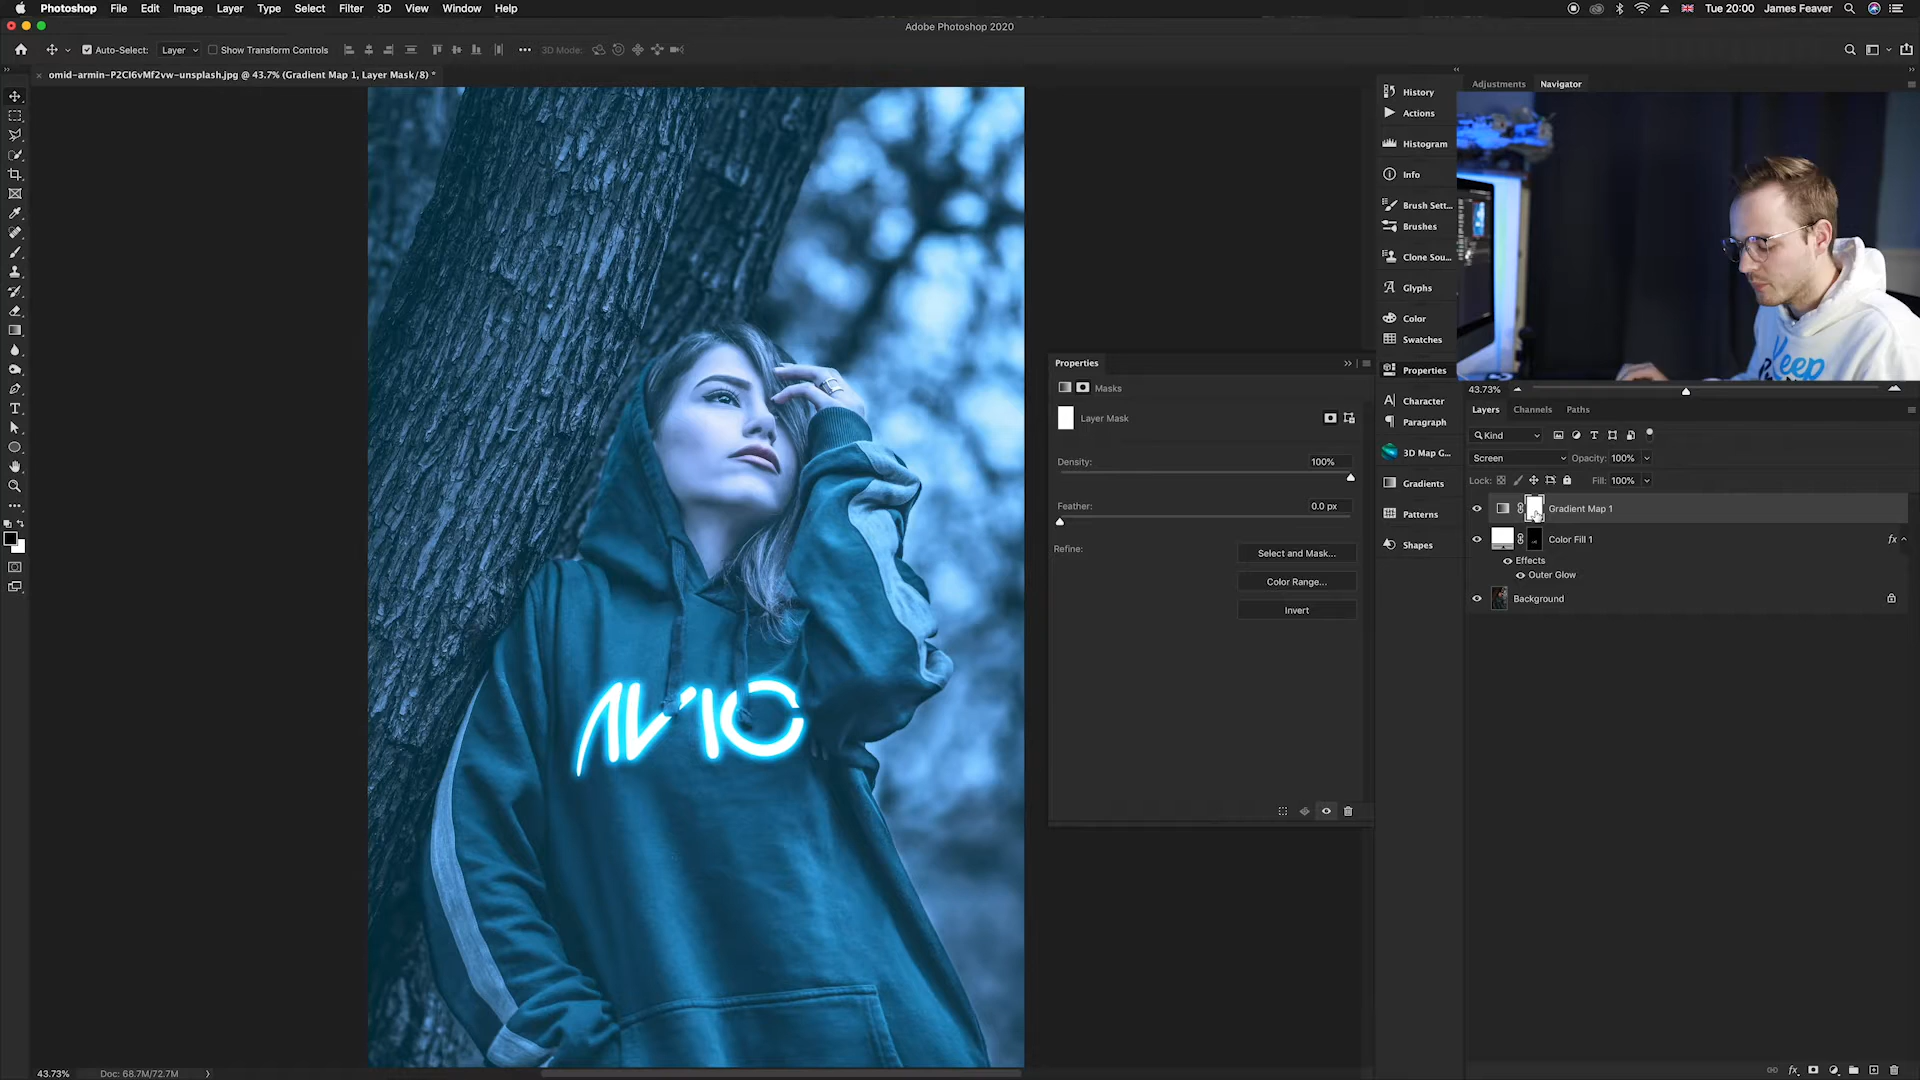 Photoshop File Edit Image Layer Type Select Filter 3D View Window Help
Tue 20:00 James Feaver
Adobe Photoshop 2020
Auto-Select: Layer Show Transform Controls
3D Mode:
omid-armin-P2CI6vMf2vw-unsplash.jpg @ 43.7% (Gradient Map 1, Layer Mask/8) *
History
Actions
Histogram
Info
Brush Sett...
Brushes
Clone Sou...
Glyphs
Color
Swatches
Properties
Character
Paragraph
3D Map G...
Gradients
Patterns
Shapes
Adjustments Navigator
Keep
43.73%
Properties
Masks
Layer Mask
Density: 100%
Feather: 0.0 px
Refine:
Select and Mask...
Color Range...
Invert
Layers Channels Paths
Kind
Screen Opacity: 100%
Lock: Fill: 100%
Gradient Map 1
Color Fill 1 fx
Effects
Outer Glow
Background
AVIO
43.73% Doc: 68.7M/72.7M
fx